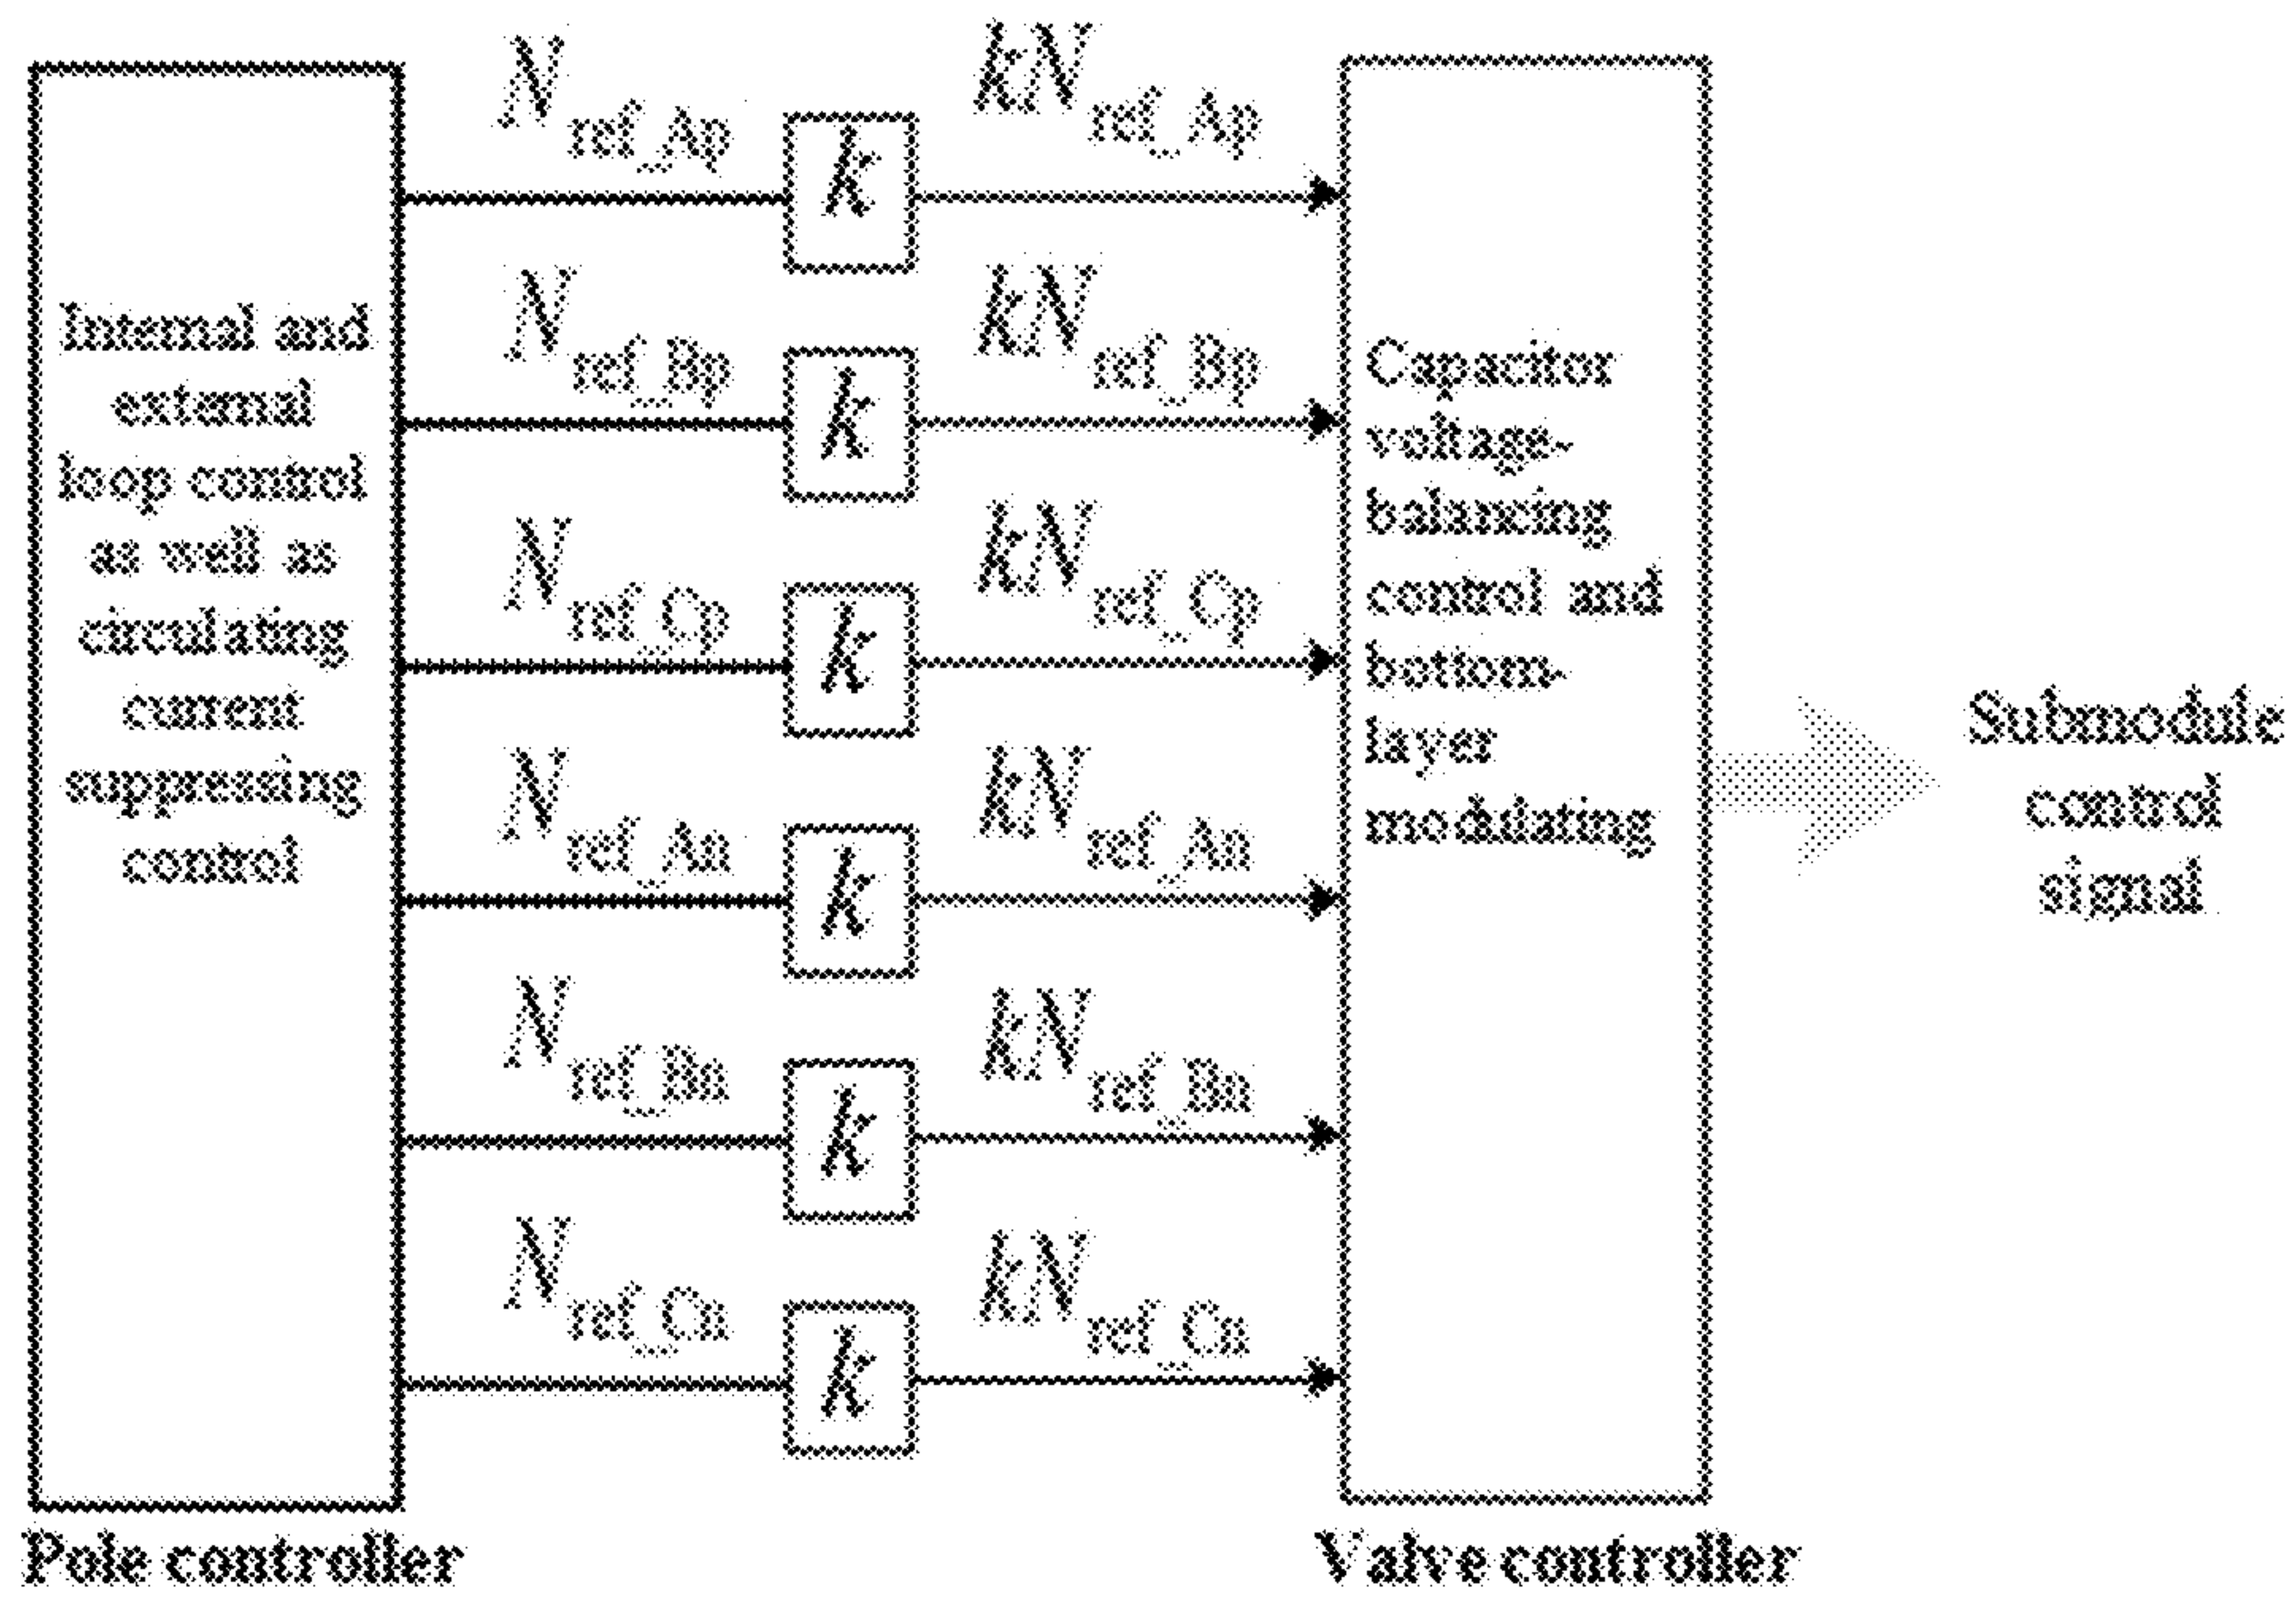 Internal and
external
loop control
as well as
circulating
current
suppressing
control
Pole controller
N ref_Ap
k
kN ref_Ap
N ref_Bp
k
kN ref_Bp
N ref_Cp
k
kN ref_Cp
N ref_An
k
kN ref_An
N ref_Bn
k
kN ref_Bn
N ref_Cn
k
kN ref_Cn
Capacitor
voltage-
balancing
control and
bottom-
layer
modulating
Valve controller
Submodule
control
signal